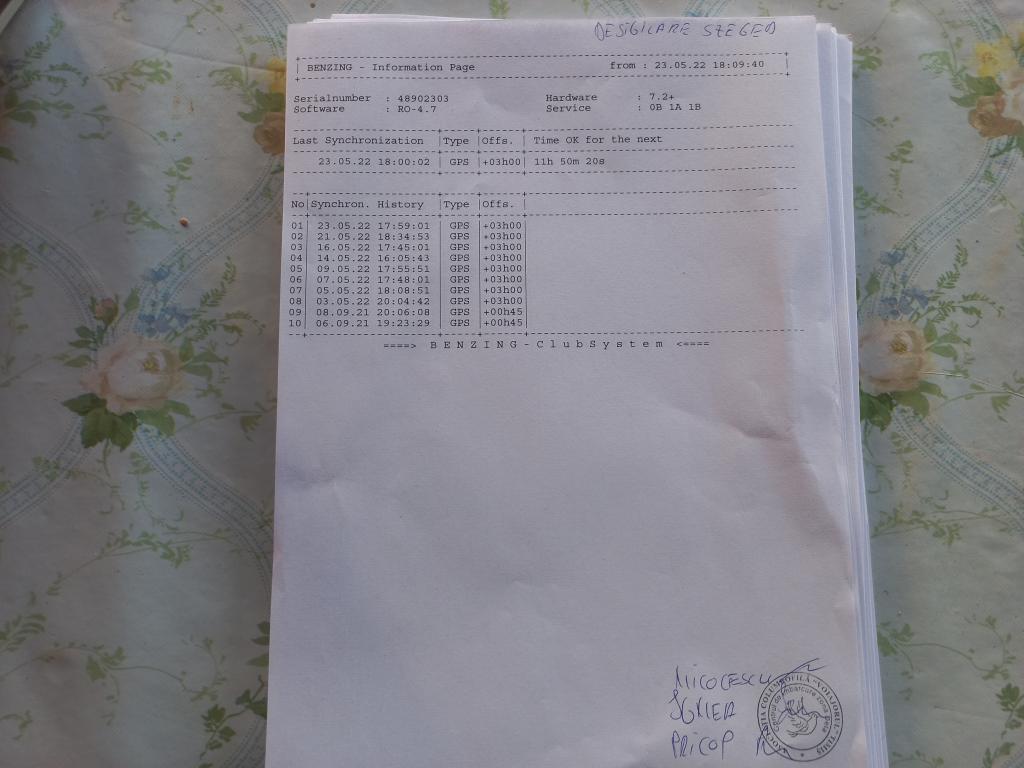 DESIGILARE SZEGED
BENZING - Information Page from : 23.05.22 18:09:40
Serialnumber : 48902303 Hardware : 7.2+
Software : RO-4.7 Service : 0B 1A 1B
Last Synchronization |Type |Offs. | Time OK for the next
23.05.22 18:00:02 | GPS |+03h00| 11h 50m 20s
No|Synchron. History |Type |Offs. |
01| 23.05.22 17:59:01 | GPS |+03h00|
02| 21.05.22 18:34:53 | GPS |+03h00|
03| 16.05.22 17:45:01 | GPS |+03h00|
04| 14.05.22 16:05:43 | GPS |+03h00|
05| 09.05.22 17:55:51 | GPS |+03h00|
06| 07.05.22 17:48:01 | GPS |+03h00|
07| 05.05.22 18:08:51 | GPS |+03h00|
08| 03.05.22 20:04:42 | GPS |+03h00|
09| 08.09.21 20:06:08 | GPS |+00h45|
10| 06.09.21 19:23:29 | GPS |+00h45|
====> B E N Z I N G - C l u b S y s t e m <====
PRICOP